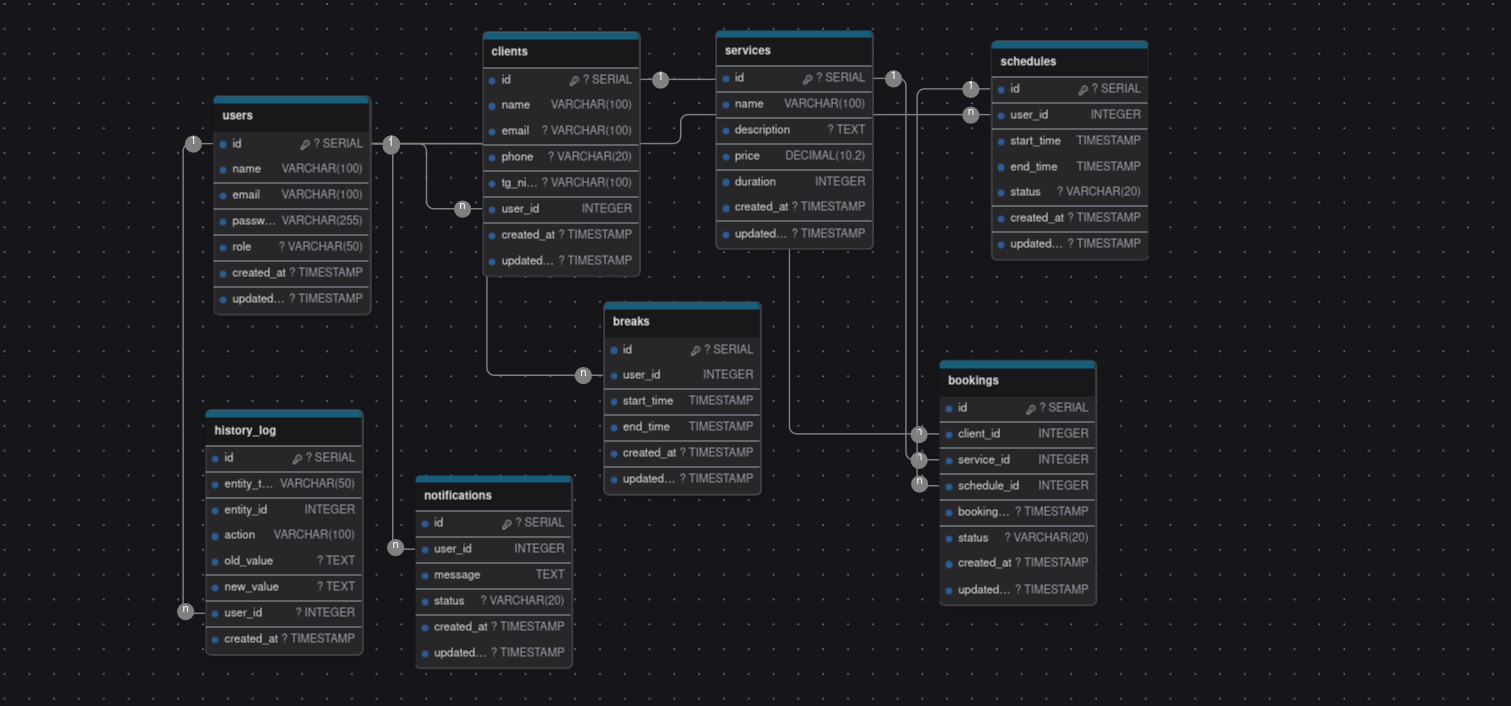 users
id ? SERIAL
name VARCHAR(100)
email VARCHAR(100)
passw... VARCHAR(255)
role ? VARCHAR(50)
created_at ? TIMESTAMP
updated... ? TIMESTAMP
clients
id ? SERIAL
name VARCHAR(100)
email ? VARCHAR(100)
phone ? VARCHAR(20)
tg_ni... ? VARCHAR(100)
user_id INTEGER
created_at ? TIMESTAMP
updated... ? TIMESTAMP
services
id ? SERIAL
name VARCHAR(100)
description ? TEXT
price DECIMAL(10,2)
duration INTEGER
created_at ? TIMESTAMP
updated... ? TIMESTAMP
schedules
id ? SERIAL
user_id INTEGER
start_time TIMESTAMP
end_time TIMESTAMP
status ? VARCHAR(20)
created_at ? TIMESTAMP
updated... ? TIMESTAMP
breaks
id ? SERIAL
user_id INTEGER
start_time TIMESTAMP
end_time TIMESTAMP
created_at ? TIMESTAMP
updated... ? TIMESTAMP
bookings
id ? SERIAL
client_id INTEGER
service_id INTEGER
schedule_id INTEGER
booking... ? TIMESTAMP
status ? VARCHAR(20)
created_at ? TIMESTAMP
updated... ? TIMESTAMP
history_log
id ? SERIAL
entity_t... VARCHAR(50)
entity_id INTEGER
action VARCHAR(100)
old_value ? TEXT
new_value ? TEXT
user_id ? INTEGER
created_at ? TIMESTAMP
notifications
id ? SERIAL
user_id INTEGER
message TEXT
status ? VARCHAR(20)
created_at ? TIMESTAMP
updated... ? TIMESTAMP
1
1
1
1
1
n
n
n
n
n
n
n
n